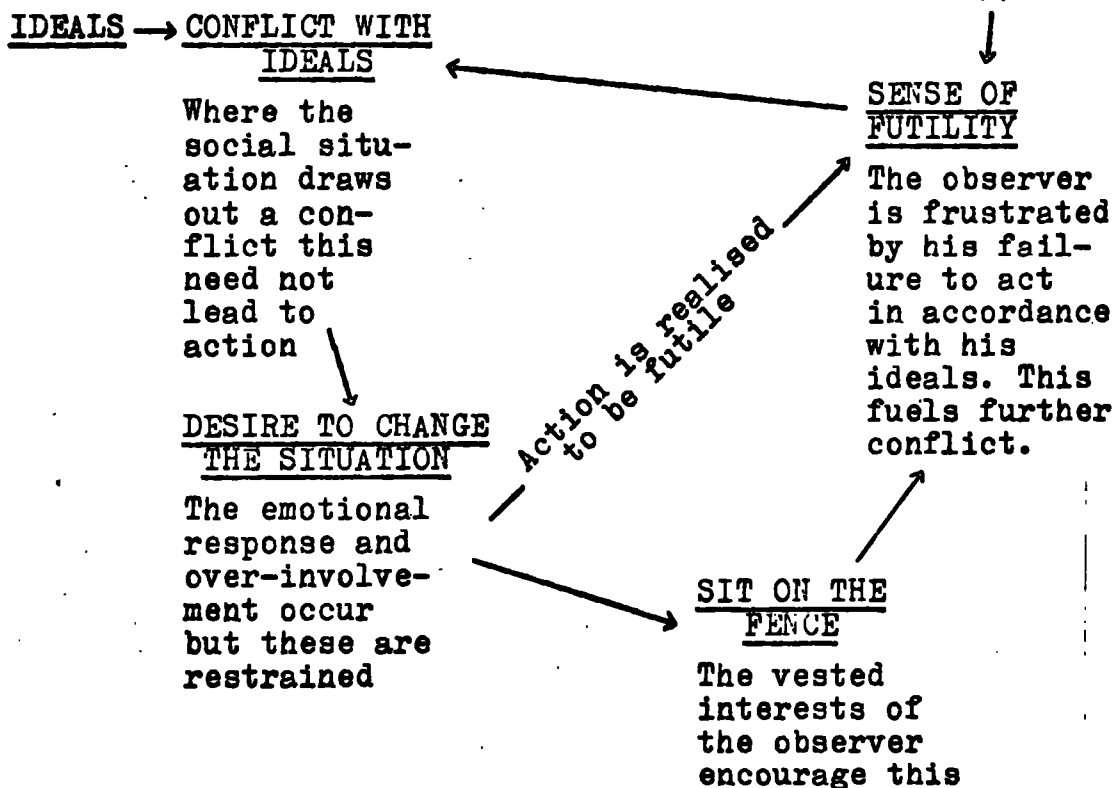 IDEALS → CONFLICT WITH
IDEALS
Where the
social situ-
ation draws
out a con-
flict this
need not
lead to
action
DESIRE TO CHANGE
THE SITUATION
The emotional
response and
over-involve-
ment occur
but these are
restrained
Action is realised
to be futile
SIT ON THE
FENCE
The vested
interests of
the observer
encourage this
SENSE OF
FUTILITY
The observer
is frustrated
by his fail-
ure to act
in accordance
with his
ideals. This
fuels further
conflict.